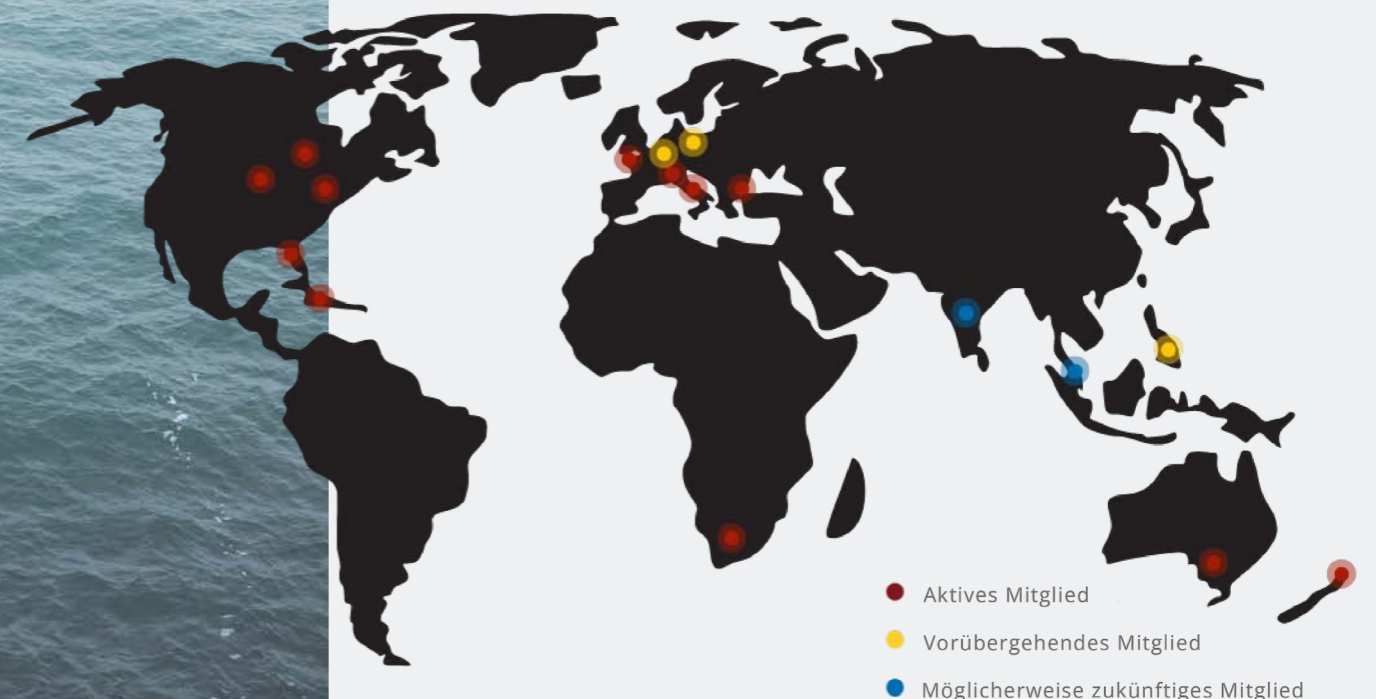 Aktives Mitglied
Vorübergehendes Mitglied
Möglicherweise zukünftiges Mitglied